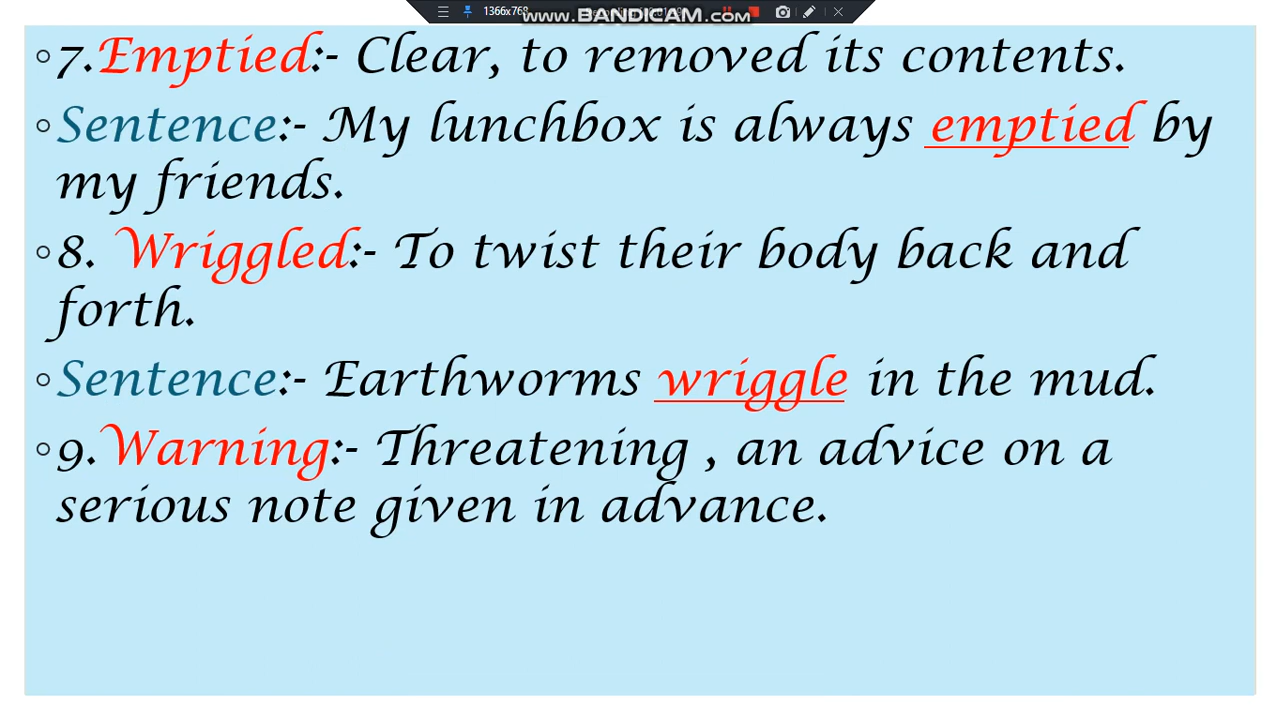 1366x768
www.BANDICAM.com
7.Emptied:- Clear, to removed its contents.
Sentence:- My lunchbox is always emptied by
my friends.
8. Wriggled:- To twist their body back and
forth.
Sentence:- Earthworms wriggle in the mud.
9.Warning:- Threatening , an advice on a
serious note given in advance.